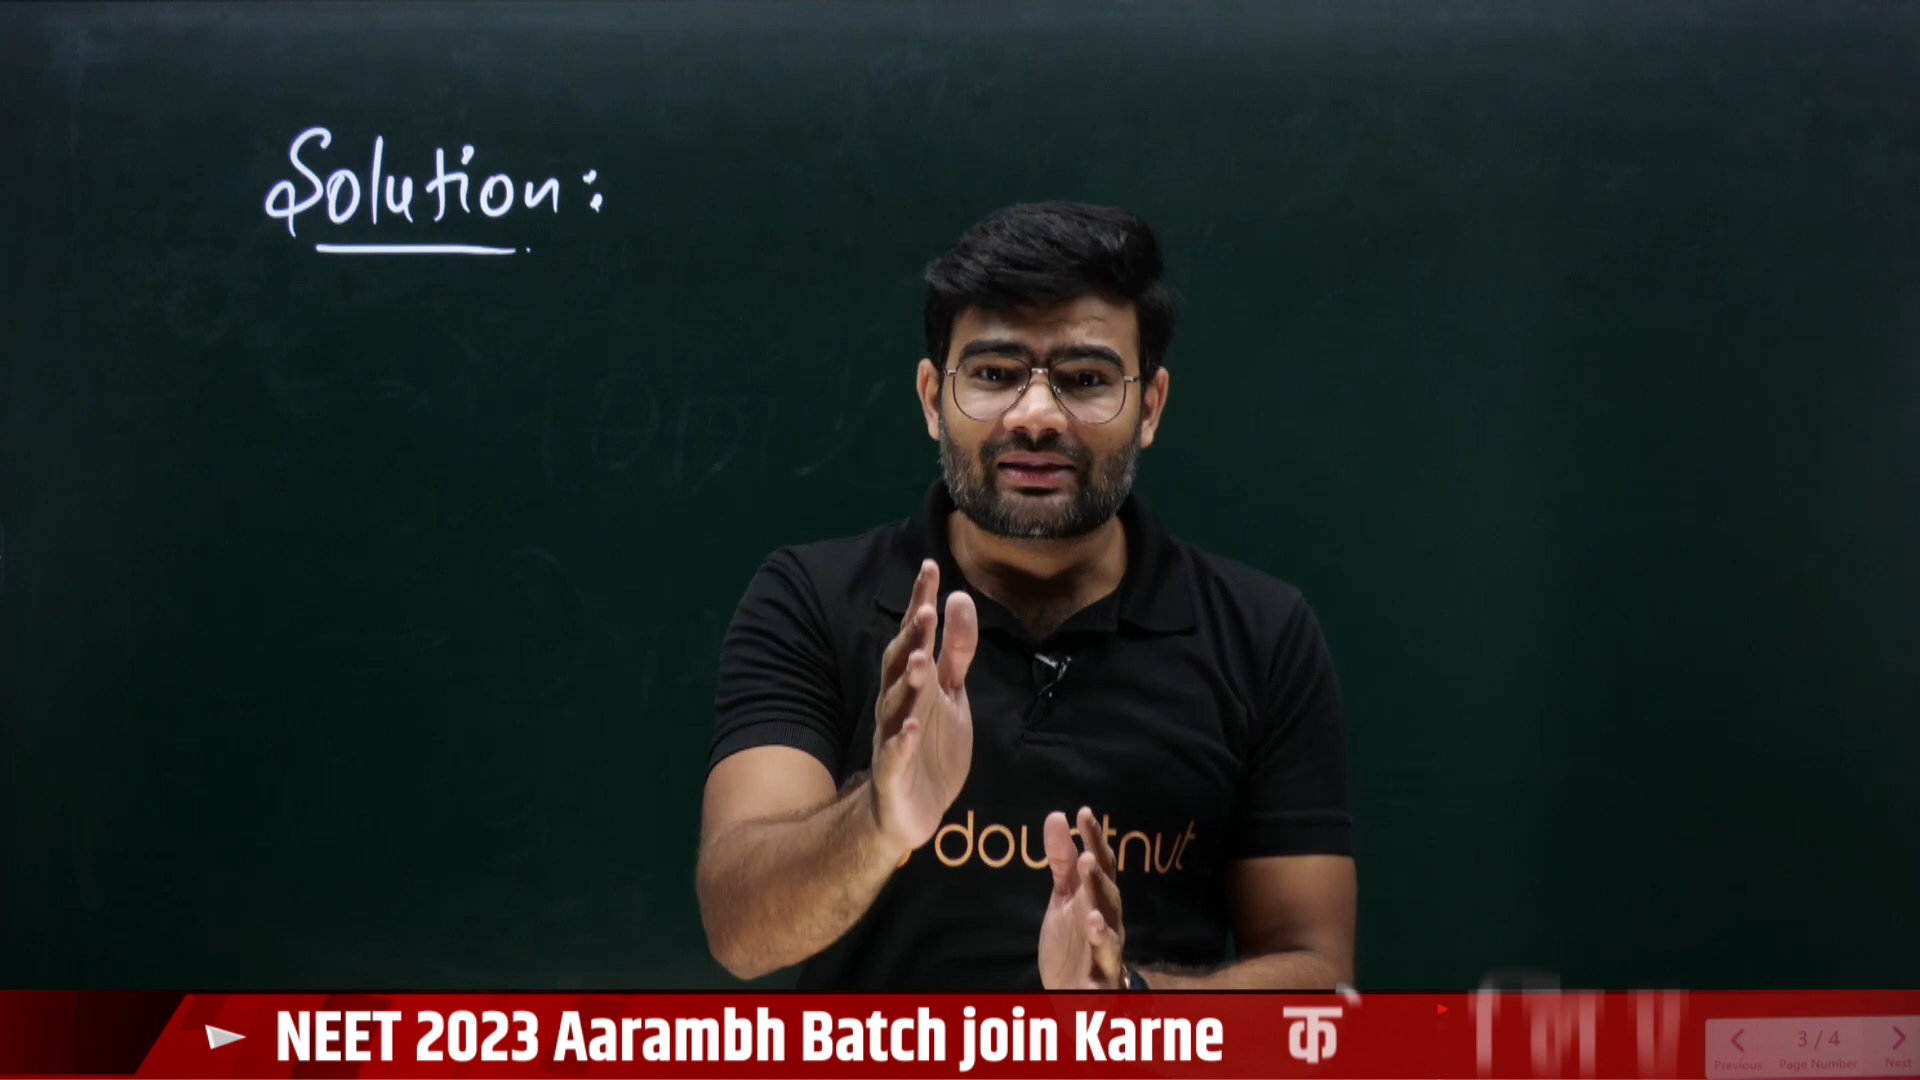 Solution:
doubtnut
NEET 2023 Aarambh Batch join Karne
3 / 4
Previous Page Number Next